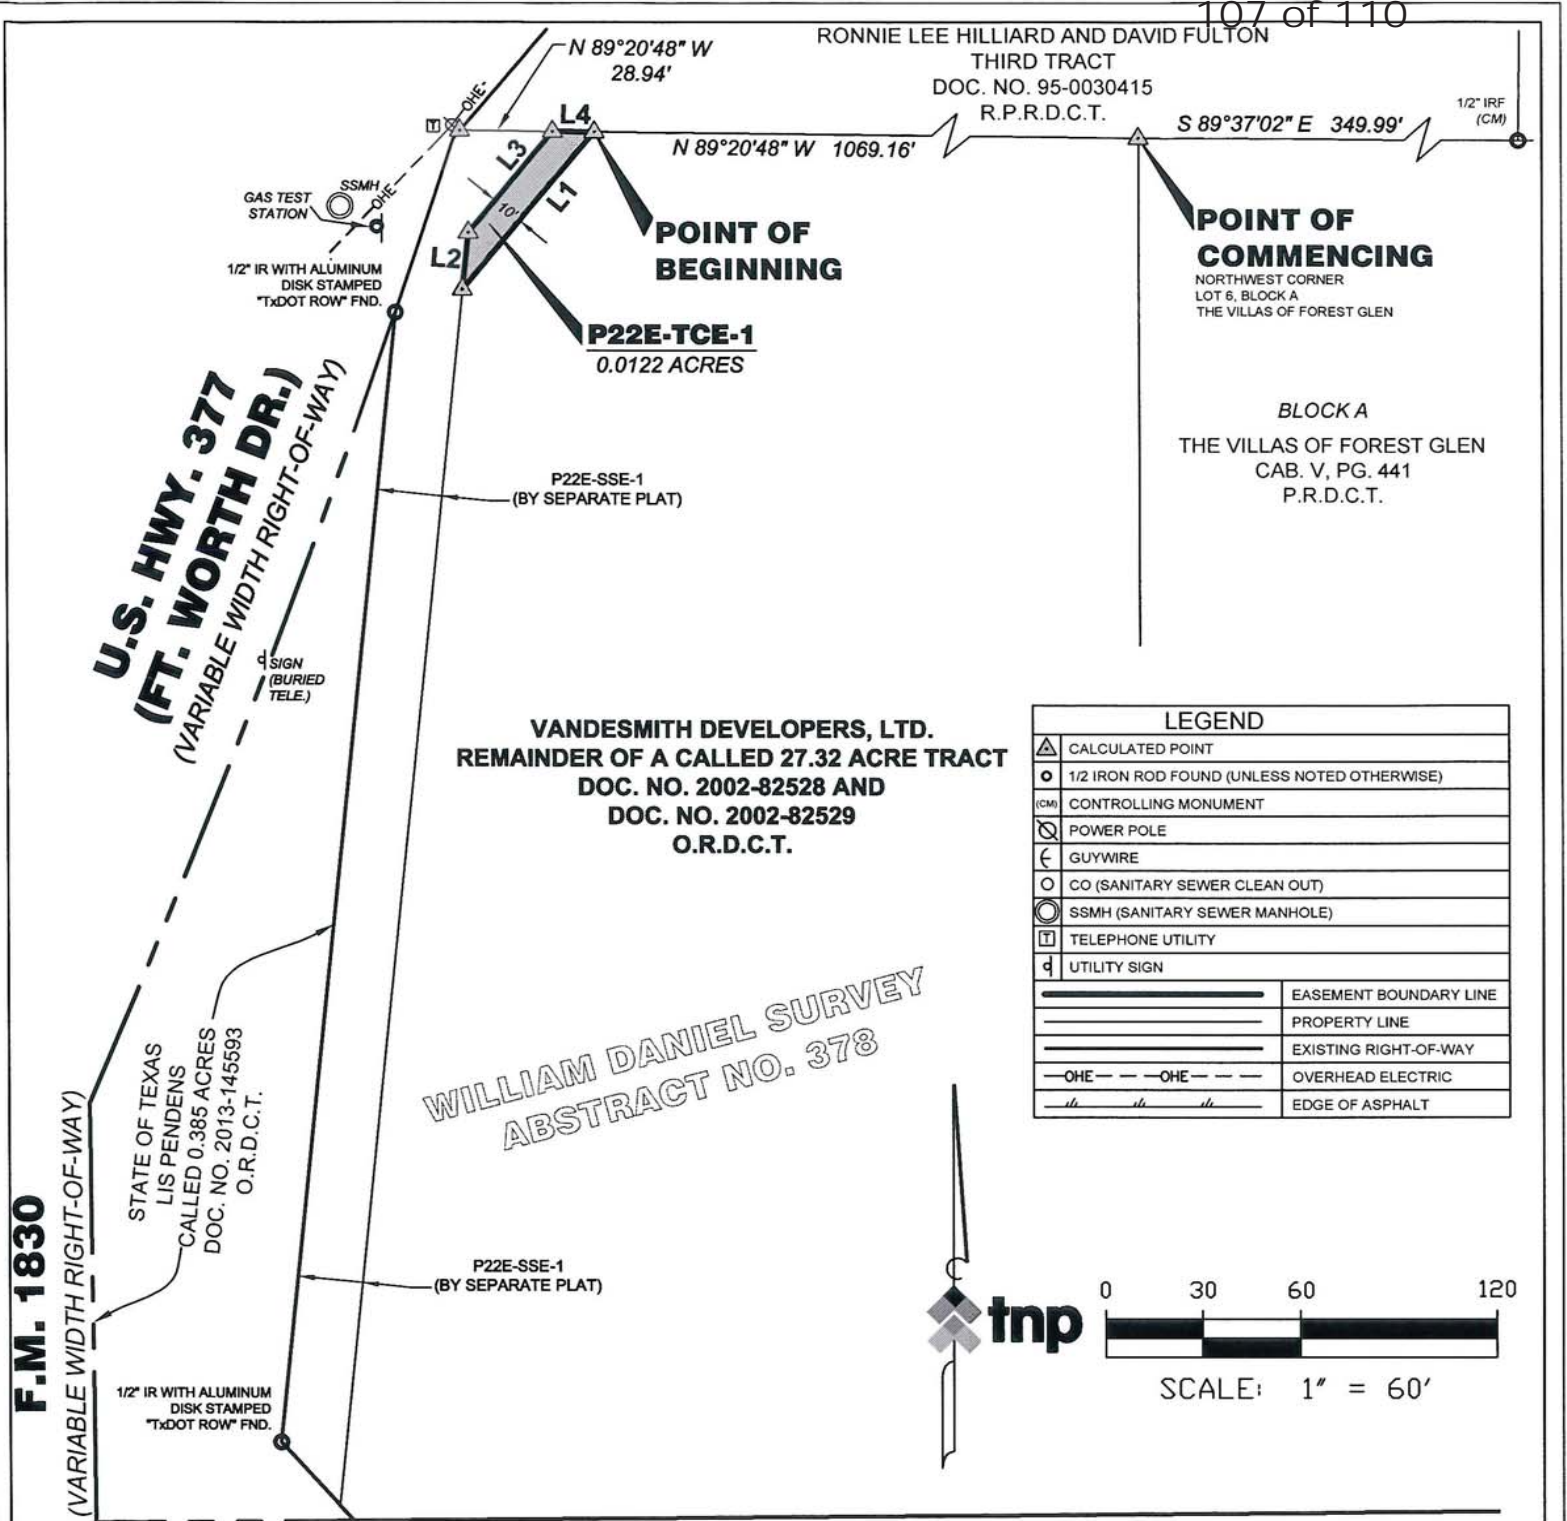 107 of 110
RONNIE LEE HILLIARD AND DAVID FULTON
THIRD TRACT
DOC. NO. 95-0030415
R.P.R.D.C.T.
N 89°20'48" W
28.94'
OHE
T
L4
L3
L1
L2
10'
N 89°20'48" W 1069.16'
S 89°37'02" E 349.99'
1/2" IRF
(CM)
SSMH
OHE
GAS TEST
STATION
1/2" IR WITH ALUMINUM
DISK STAMPED
"TxDOT ROW" FND.
POINT OF
BEGINNING
POINT OF
COMMENCING
NORTHWEST CORNER
LOT 6, BLOCK A
THE VILLAS OF FOREST GLEN
P22E-TCE-1
0.0122 ACRES
BLOCK A
THE VILLAS OF FOREST GLEN
CAB. V, PG. 441
P.R.D.C.T.
U.S. HWY. 377
(FT. WORTH DR.)
(VARIABLE WIDTH RIGHT-OF-WAY)
P22E-SSE-1
(BY SEPARATE PLAT)
SIGN
(BURIED
TELE.)
VANDESMITH DEVELOPERS, LTD.
REMAINDER OF A CALLED 27.32 ACRE TRACT
DOC. NO. 2002-82528 AND
DOC. NO. 2002-82529
O.R.D.C.T.
LEGEND
CALCULATED POINT
1/2 IRON ROD FOUND (UNLESS NOTED OTHERWISE)
(CM) CONTROLLING MONUMENT
POWER POLE
GUYWIRE
CO (SANITARY SEWER CLEAN OUT)
SSMH (SANITARY SEWER MANHOLE)
T TELEPHONE UTILITY
UTILITY SIGN
EASEMENT BOUNDARY LINE
PROPERTY LINE
EXISTING RIGHT-OF-WAY
OHE OHE OVERHEAD ELECTRIC
EDGE OF ASPHALT
WILLIAM DANIEL SURVEY
ABSTRACT NO. 378
STATE OF TEXAS
LIS PENDENS
CALLED 0.385 ACRES
DOC. NO. 2013-145593
O.R.D.C.T.
F.M. 1830
(VARIABLE WIDTH RIGHT-OF-WAY)
P22E-SSE-1
(BY SEPARATE PLAT)
1/2" IR WITH ALUMINUM
DISK STAMPED
"TxDOT ROW" FND.
tnp
0 30 60 120
SCALE: 1" = 60'